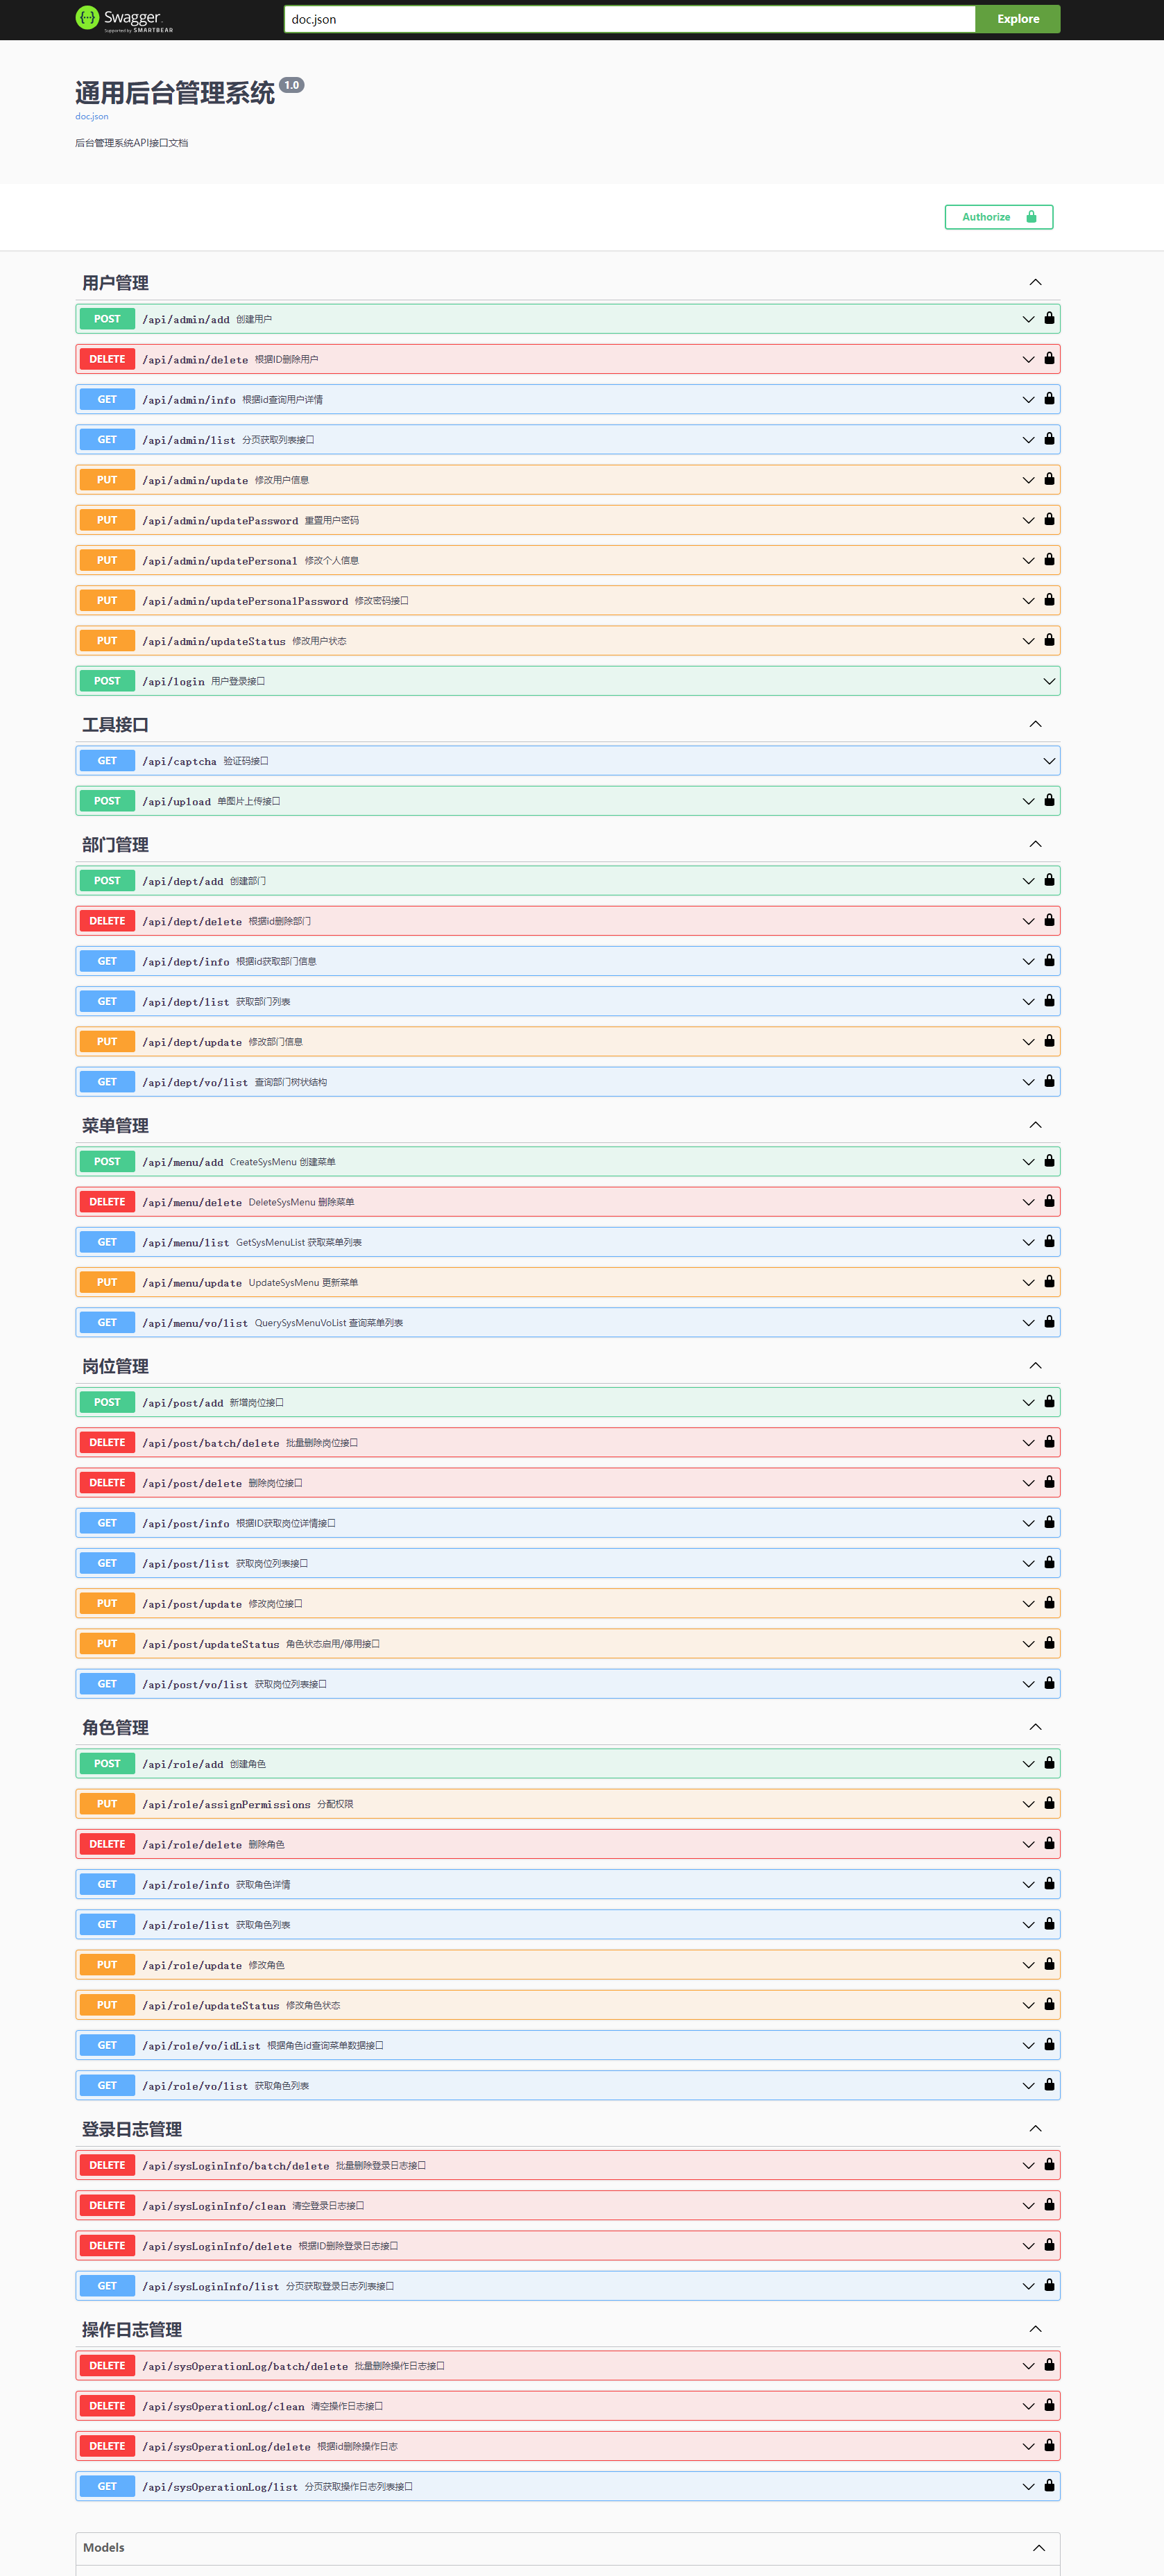 Swagger.
Supported by SMARTBEAR
doc.json
Explore
通用后台管理系统 1.0
doc.json
后台管理系统API接口文档
Authorize
用户管理
POST /api/admin/add 创建用户
DELETE /api/admin/delete 根据ID删除用户
GET /api/admin/info 根据id查询用户详情
GET /api/admin/list 分页获取列表接口
PUT /api/admin/update 修改用户信息
PUT /api/admin/updatePassword 重置用户密码
PUT /api/admin/updatePersonal 修改个人信息
PUT /api/admin/updatePersonalPassword 修改密码接口
PUT /api/admin/updateStatus 修改用户状态
POST /api/login 用户登录接口
工具接口
GET /api/captcha 验证码接口
POST /api/upload 单图片上传接口
部门管理
POST /api/dept/add 创建部门
DELETE /api/dept/delete 根据id删除部门
GET /api/dept/info 根据id获取部门信息
GET /api/dept/list 获取部门列表
PUT /api/dept/update 修改部门信息
GET /api/dept/vo/list 查询部门树状结构
菜单管理
POST /api/menu/add CreateSysMenu 创建菜单
DELETE /api/menu/delete DeleteSysMenu 删除菜单
GET /api/menu/list GetSysMenuList 获取菜单列表
PUT /api/menu/update UpdateSysMenu 更新菜单
GET /api/menu/vo/list QuerySysMenuVoList 查询菜单列表
岗位管理
POST /api/post/add 新增岗位接口
DELETE /api/post/batch/delete 批量删除岗位接口
DELETE /api/post/delete 删除岗位接口
GET /api/post/info 根据ID获取岗位详情接口
GET /api/post/list 获取岗位列表接口
PUT /api/post/update 修改岗位接口
PUT /api/post/updateStatus 角色状态启用/停用接口
GET /api/post/vo/list 获取岗位列表接口
角色管理
POST /api/role/add 创建角色
PUT /api/role/assignPermissions 分配权限
DELETE /api/role/delete 删除角色
GET /api/role/info 获取角色详情
GET /api/role/list 获取角色列表
PUT /api/role/update 修改角色
PUT /api/role/updateStatus 修改角色状态
GET /api/role/vo/idList 根据角色id查询菜单数据接口
GET /api/role/vo/list 获取角色列表
登录日志管理
DELETE /api/sysLoginInfo/batch/delete 批量删除登录日志接口
DELETE /api/sysLoginInfo/clean 清空登录日志接口
DELETE /api/sysLoginInfo/delete 根据ID删除登录日志接口
GET /api/sysLoginInfo/list 分页获取登录日志列表接口
操作日志管理
DELETE /api/sysOperationLog/batch/delete 批量删除操作日志接口
DELETE /api/sysOperationLog/clean 清空操作日志接口
DELETE /api/sysOperationLog/delete 根据id删除操作日志
GET /api/sysOperationLog/list 分页获取操作日志列表接口
Models